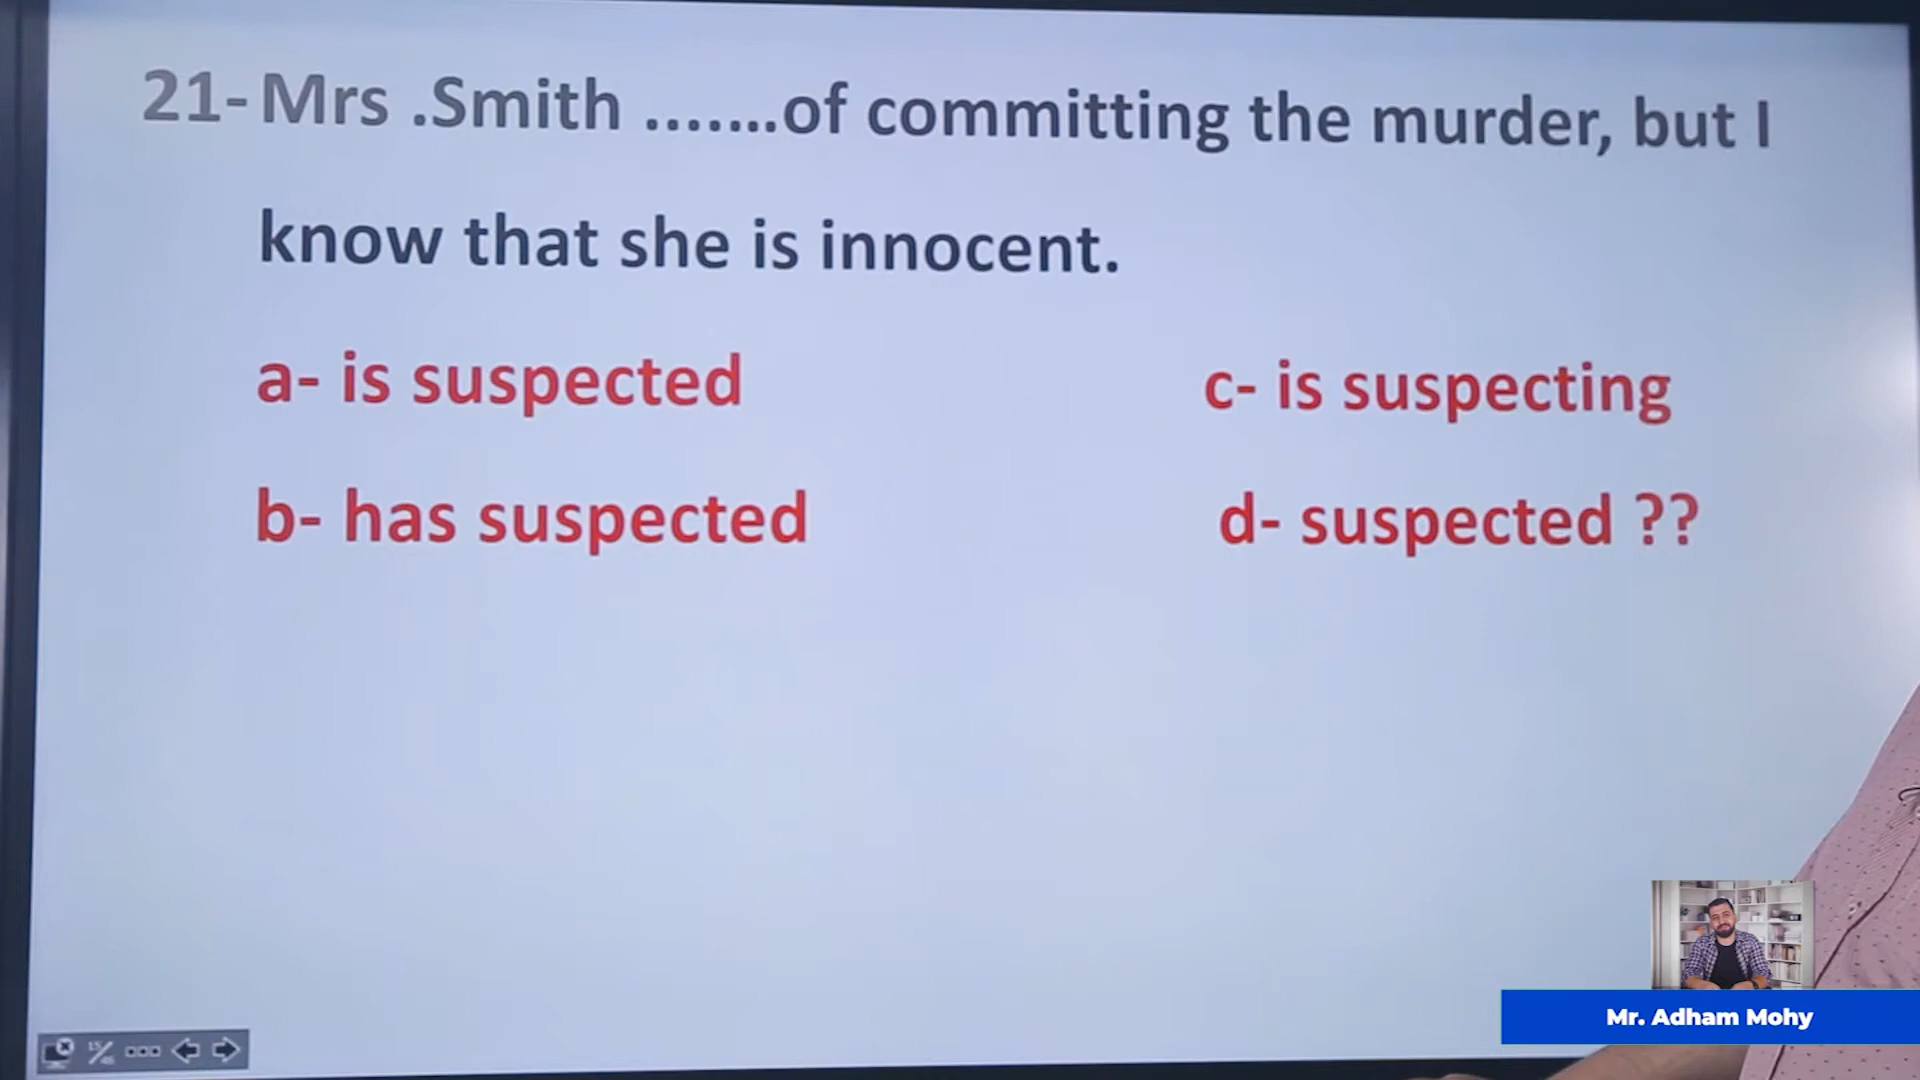 21- Mrs .Smith .......of committing the murder, but I
know that she is innocent.
a- is suspected
c- is suspecting
b- has suspected
d- suspected ??
Mr. Adham Mohy